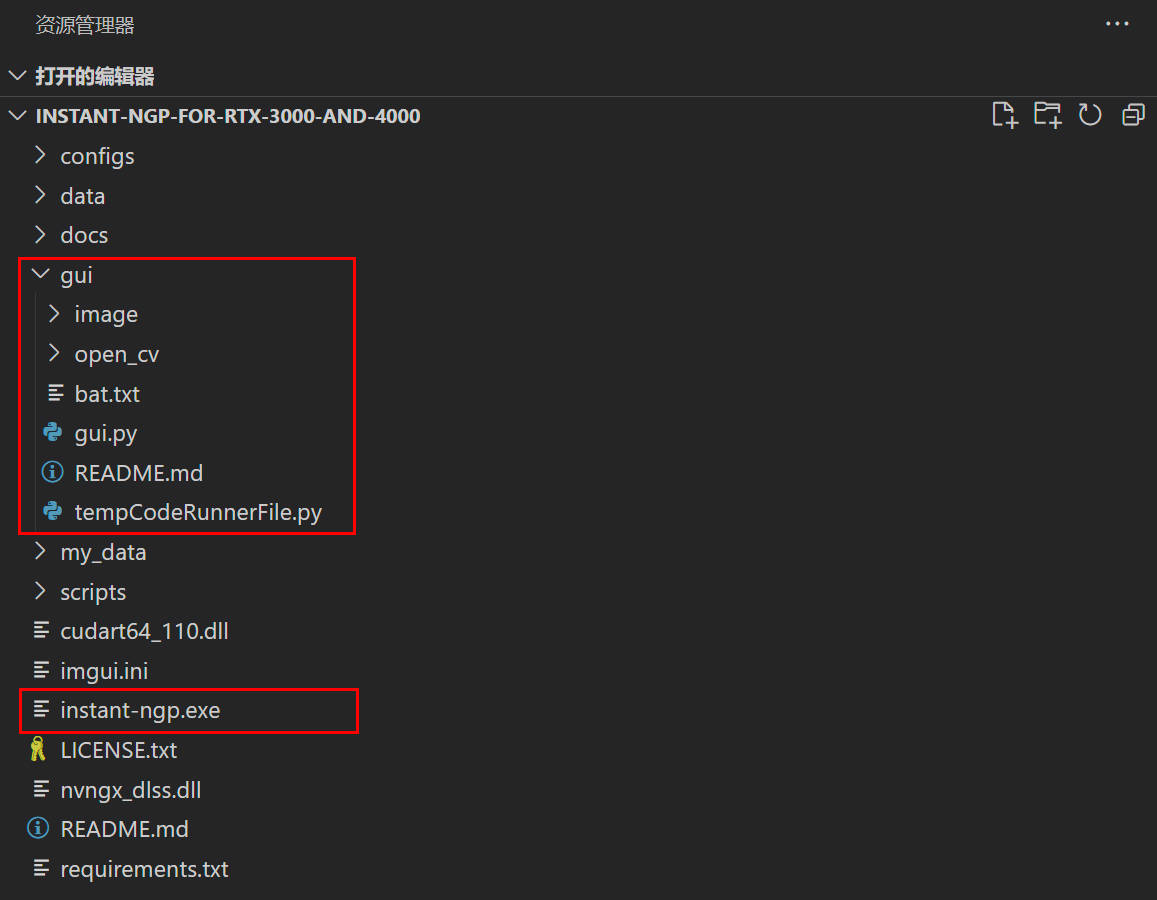 资源管理器
打开的编辑器
INSTANT-NGP-FOR-RTX-3000-AND-4000
configs
data
docs
gui
image
open_cv
bat.txt
gui.py
README.md
tempCodeRunnerFile.py
my_data
scripts
cudart64_110.dll
imgui.ini
instant-ngp.exe
LICENSE.txt
nvngx_dlss.dll
README.md
requirements.txt